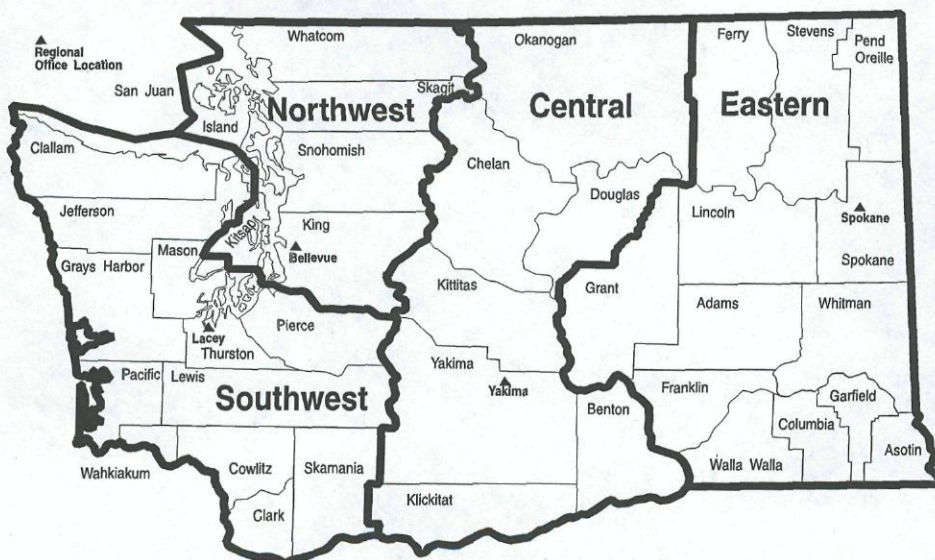 Regional
Office Location
San Juan
Whatcom
Skagit
Northwest
Island
Snohomish
Clallam
Jefferson
Kitsap
King
Bellevue
Mason
Grays Harbor
Pierce
Lacey
Thurston
Pacific
Lewis
Southwest
Wahkiakum
Cowlitz
Skamania
Clark
Okanogan
Central
Chelan
Douglas
Kittitas
Yakima
Yakima
Benton
Klickitat
Ferry
Stevens
Pend
Oreille
Eastern
Lincoln
Spokane
Spokane
Grant
Adams
Whitman
Franklin
Garfield
Columbia
Walla Walla
Asotin